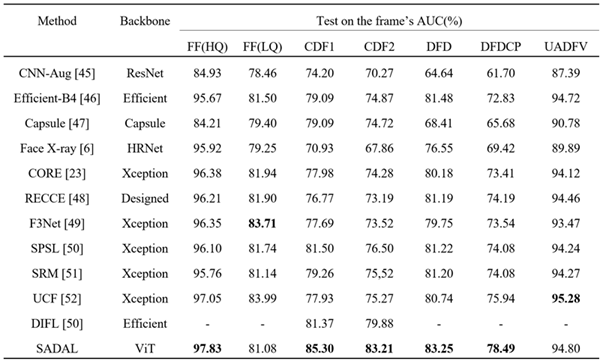 Method Backbone Test on the frame's AUC(%)
FF(HQ) FF(LQ) CDF1 CDF2 DFD DFDCP UADFV
CNN-Aug [45] ResNet 84.93 78.46 74.20 70.27 64.64 61.70 87.39
Efficient-B4 [46] Efficient 95.67 81.50 79.09 74.87 81.48 72.83 94.72
Capsule [47] Capsule 84.21 79.40 79.09 74.72 68.41 65.68 90.78
Face X-ray [6] HRNet 95.92 79.25 70.93 67.86 76.55 69.42 89.89
CORE [23] Xception 96.38 81.94 77.98 74.28 80.18 73.41 94.12
RECCE [48] Designed 96.21 81.90 76.77 73.19 81.19 74.19 94.46
F3Net [49] Xception 96.35 83.71 77.69 73.52 79.75 73.54 93.47
SPSL [50] Xception 96.10 81.74 81.50 76.50 81.22 74.08 94.24
SRM [51] Xception 95.76 81.14 79.26 75,52 81.20 74.08 94.27
UCF [52] Xception 97.05 83.99 77.93 75.27 80.74 75.94 95.28
DIFL [50] Efficient - - 81.37 79.88 - - -
SADAL ViT 97.83 81.08 85.30 83.21 83.25 78.49 94.80